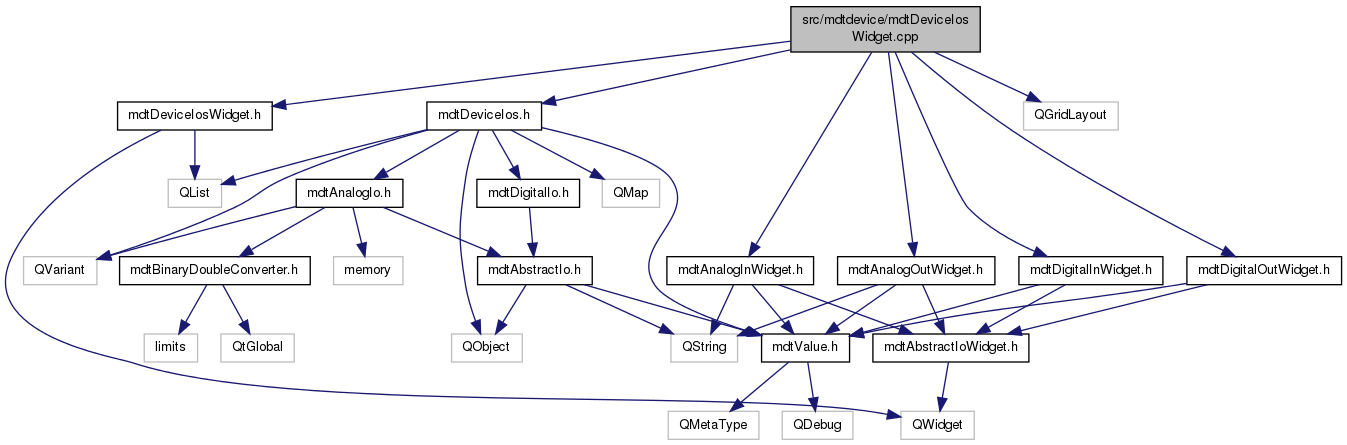 src/mdtdevice/mdtDeviceIos
Widget.cpp
mdtDeviceIosWidget.h
mdtDeviceIos.h
QGridLayout
QList
mdtAnalogIo.h
mdtDigitalIo.h
QMap
QVariant
mdtBinaryDoubleConverter.h
memory
mdtAbstractIo.h
mdtAnalogInWidget.h
mdtAnalogOutWidget.h
mdtDigitalInWidget.h
mdtDigitalOutWidget.h
limits
QtGlobal
QObject
QString
mdtValue.h
mdtAbstractIoWidget.h
QMetaType
QDebug
QWidget